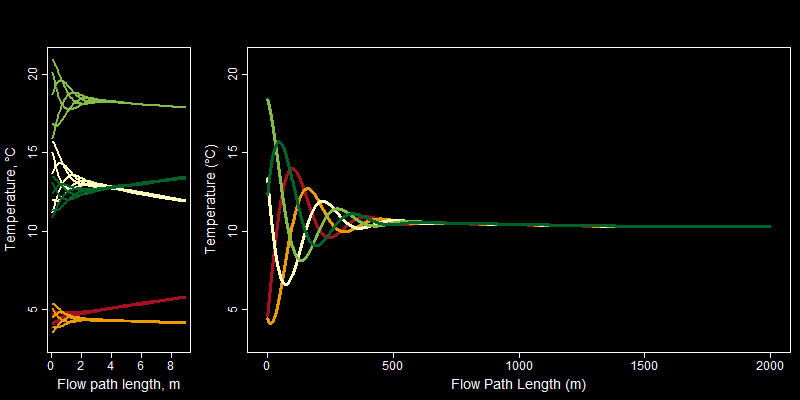 Temperature, °C
20
15
10
5
0 2 4 6 8
Flow path length, m
Temperature (°C)
20
15
10
5
0 500 1000 1500 2000
Flow Path Length (m)